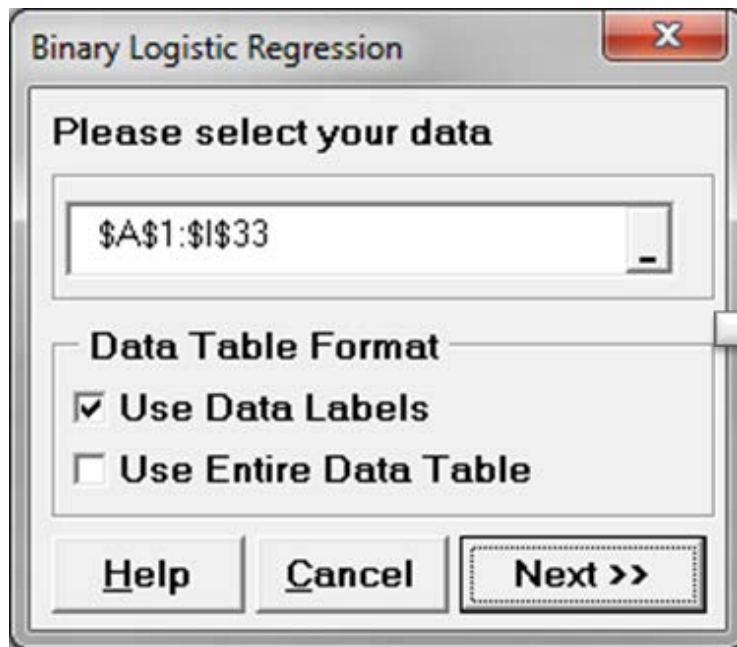 Binary Logistic Regression
Please select your data
$A$1:$I$33
Data Table Format
Use Data Labels
Use Entire Data Table
Help Cancel Next >>